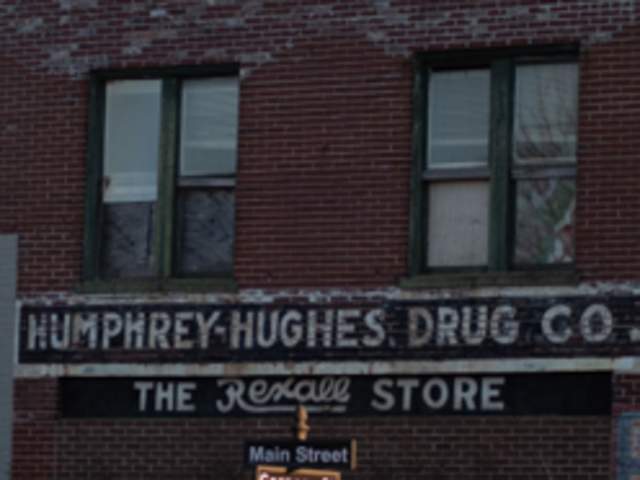 HUMPHREY-HUGHES DRUG CO
THE Rexall STORE
Main Street